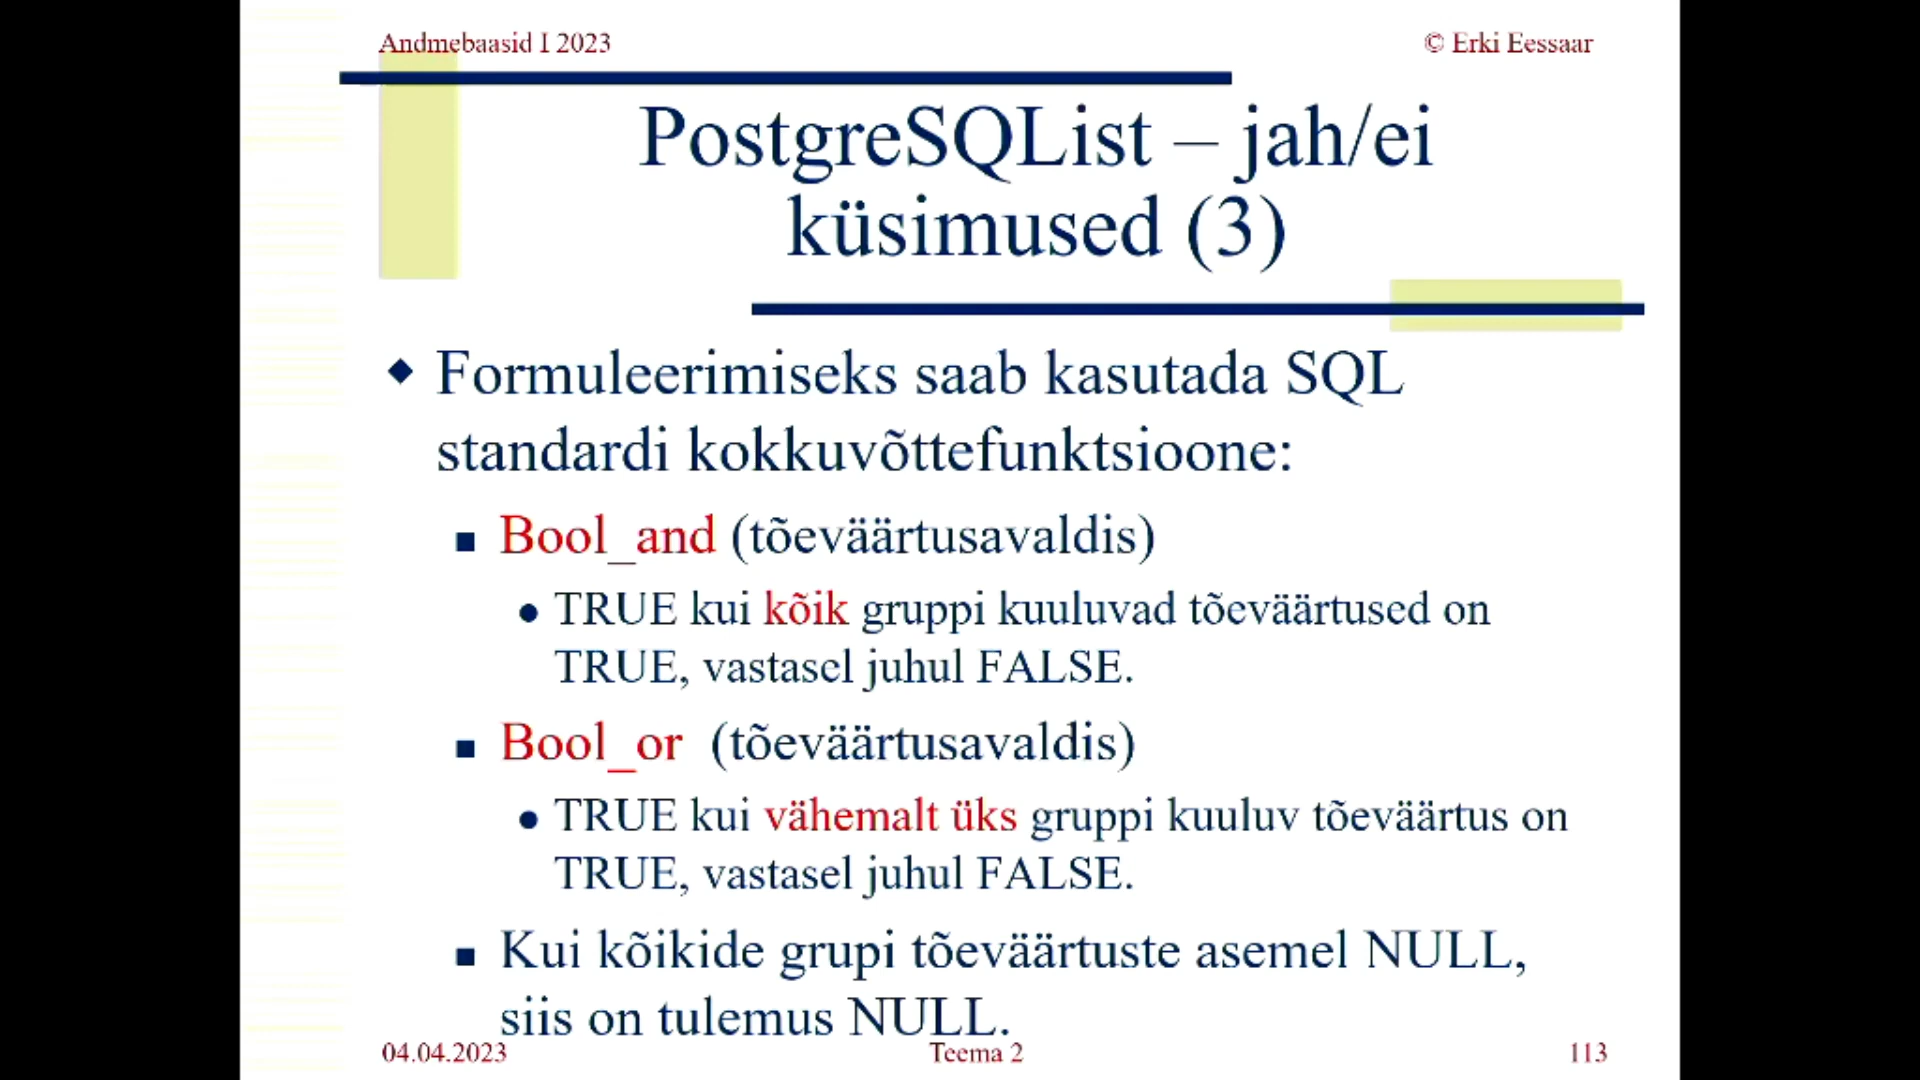 Andmebaasid I 2023
© Erki Eessaar
PostgreSQList – jah/ei
küsimused (3)
Formuleerimiseks saab kasutada SQL
standardi kokkuvõttefunktsioone:
Bool_and (tõeväärtusavaldis)
TRUE kui kõik gruppi kuuluvad tõeväärtused on
TRUE, vastasel juhul FALSE.
Bool_or (tõeväärtusavaldis)
TRUE kui vähemalt üks gruppi kuuluv tõeväärtus on
TRUE, vastasel juhul FALSE.
Kui kõikide grupi tõeväärtuste asemel NULL,
siis on tulemus NULL.
04.04.2023
Teema 2
113